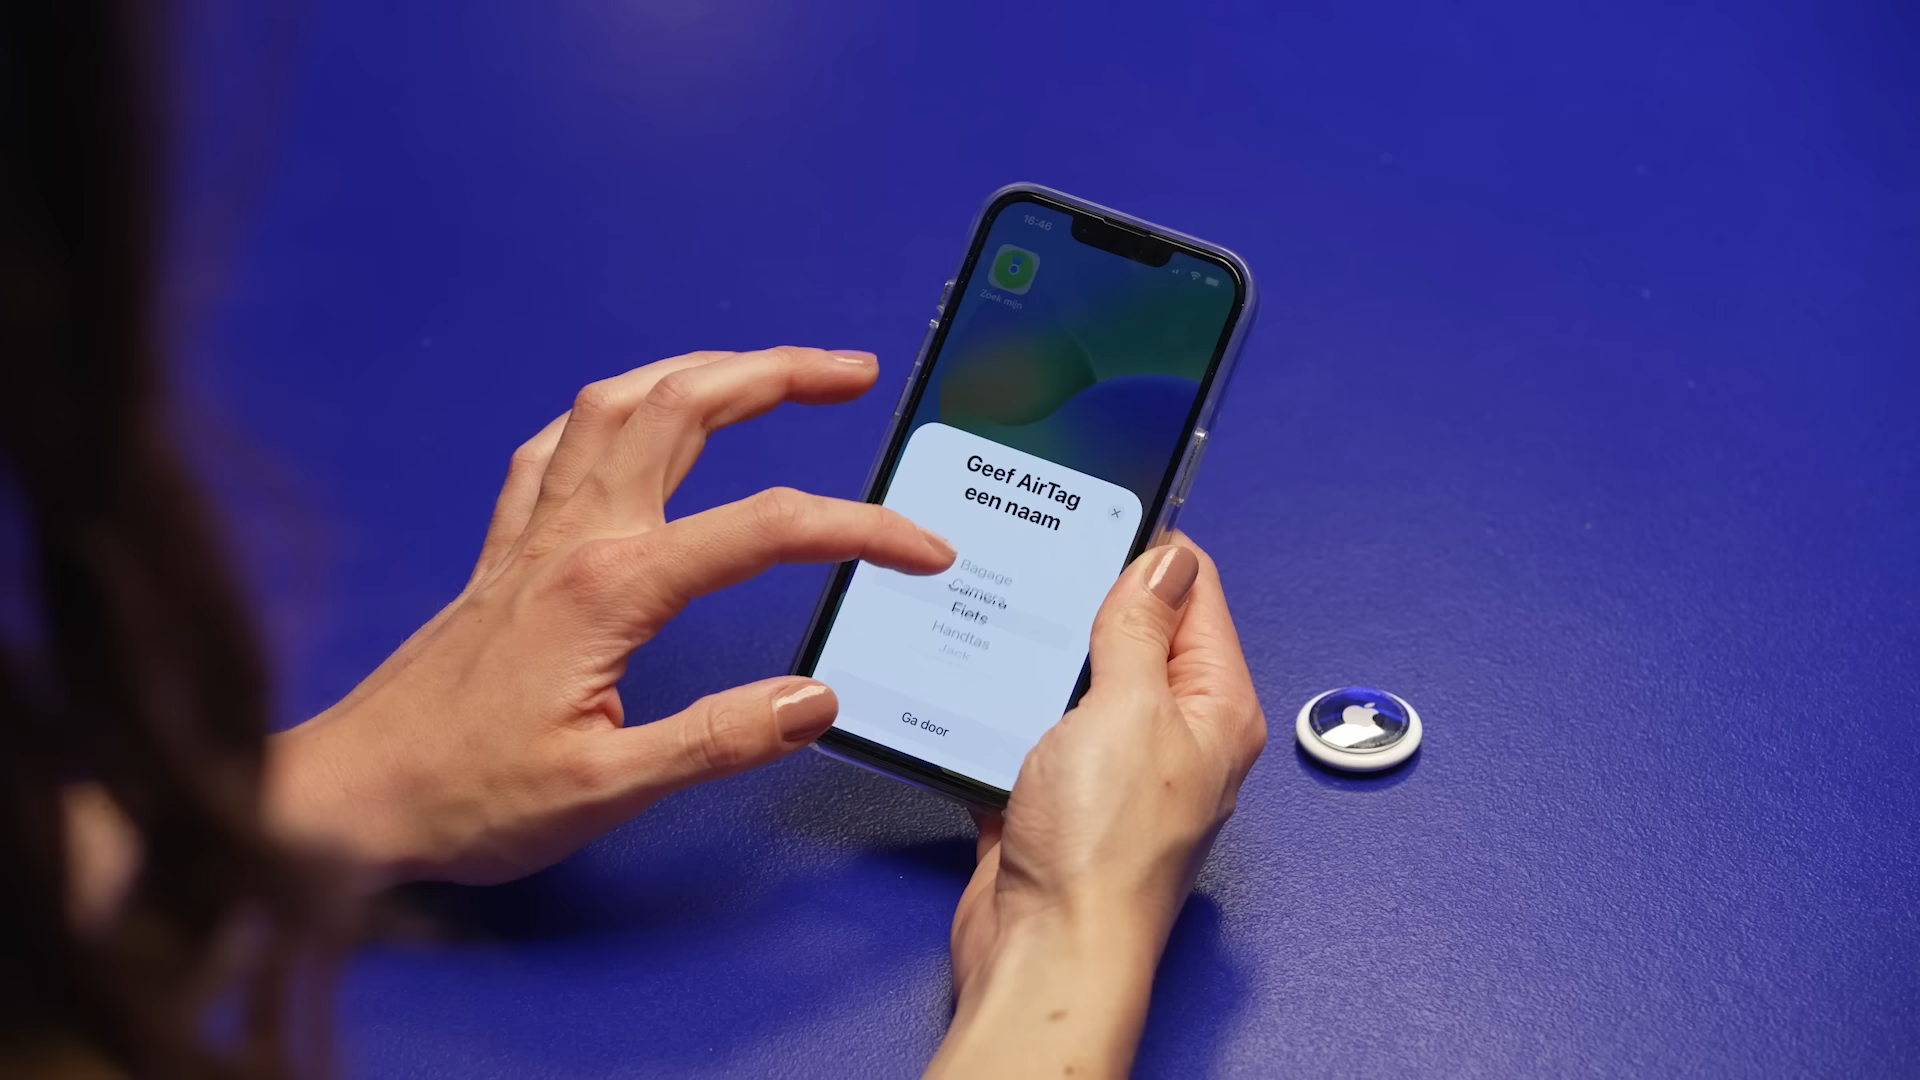 16:46
Zoek mijn
Geef AirTag
een naam
Bagage
Camera
Fiets
Handtas
Jack
Ga door